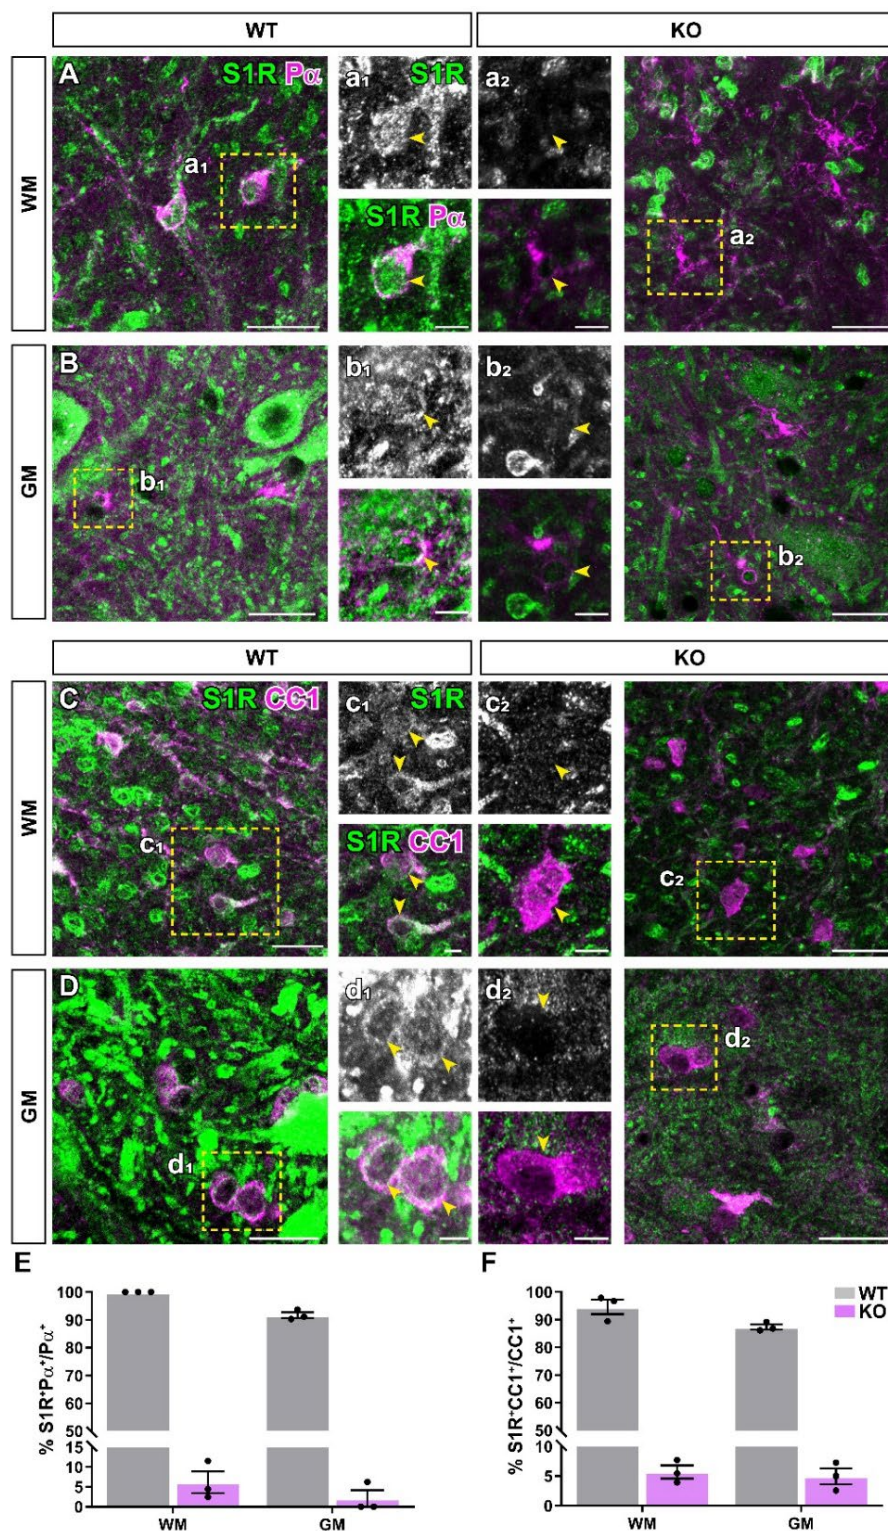 WT
KO
WM
A
S1R Pα
a₁
a₁
S1R
a₂
S1R Pα
a₂
GM
B
b₁
b₁
b₂
b₂
WT
KO
WM
C
S1R CC1
c₁
c₁
S1R
c₂
S1R CC1
c₂
GM
D
d₁
d₁
d₂
d₂
E
% S1R⁺Pα⁺/Pα⁺
100
90
80
70
60
50
15
10
5
0
WM
GM
F
% S1R⁺CC1⁺/CC1⁺
100
90
80
70
60
50
10
5
0
WM
GM
WT
KO